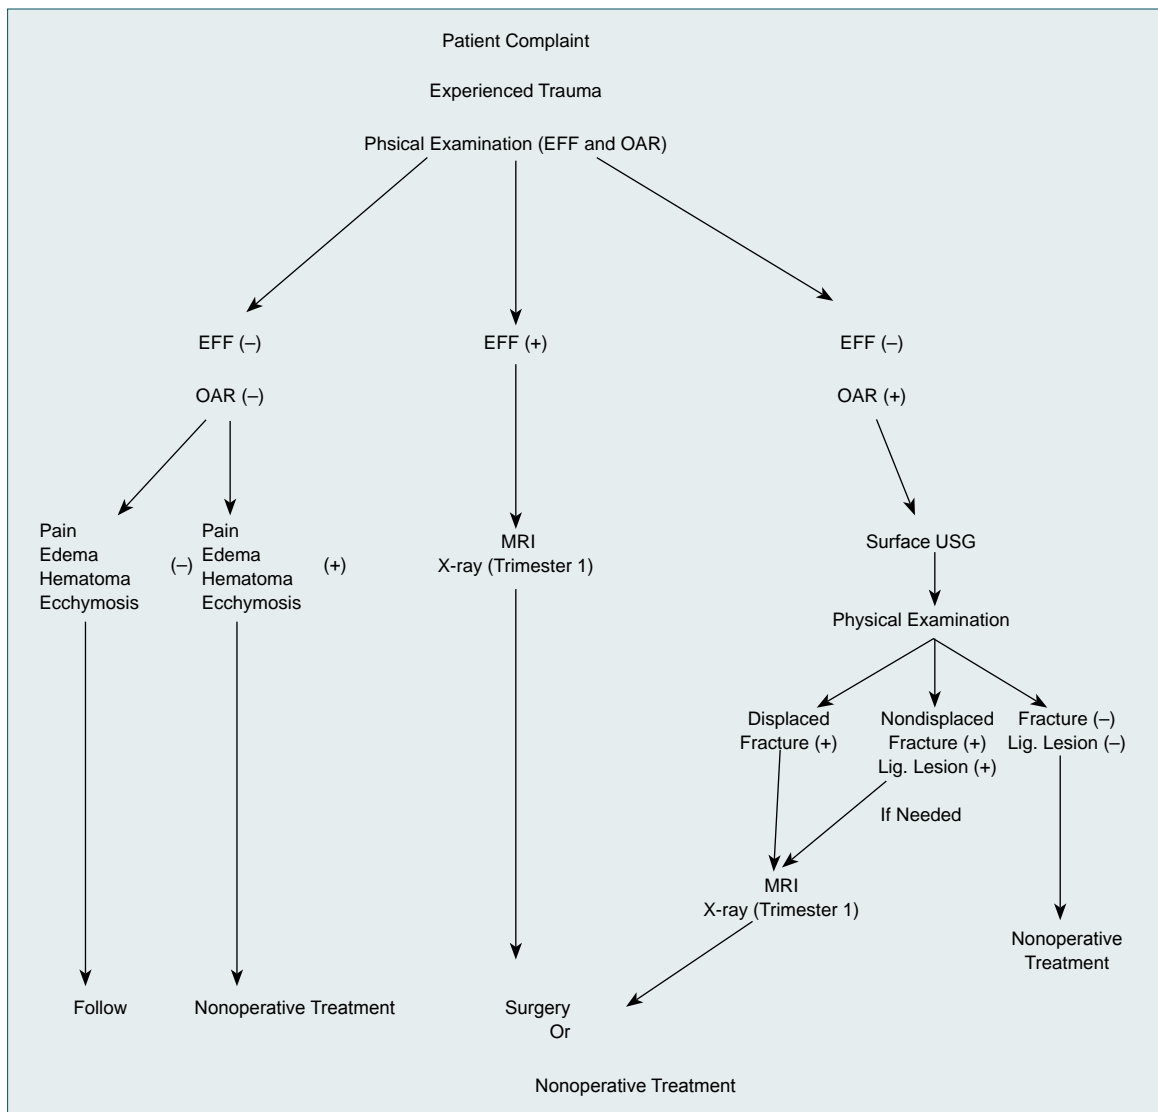 Patient Complaint
Experienced Trauma
Phsical Examination (EFF and OAR)
EFF (–)
OAR (–)
EFF (+)
EFF (–)
OAR (+)
Pain
Edema
Hematoma
Ecchymosis
(–)
Pain
Edema
Hematoma
Ecchymosis
(+)
MRI
X-ray (Trimester 1)
Surface USG
Physical Examination
Displaced
Fracture (+)
Nondisplaced
Fracture (+)
Lig. Lesion (+)
Fracture (–)
Lig. Lesion (–)
If Needed
MRI
X-ray (Trimester 1)
Nonoperative
Treatment
Follow
Nonoperative Treatment
Surgery
Or
Nonoperative Treatment